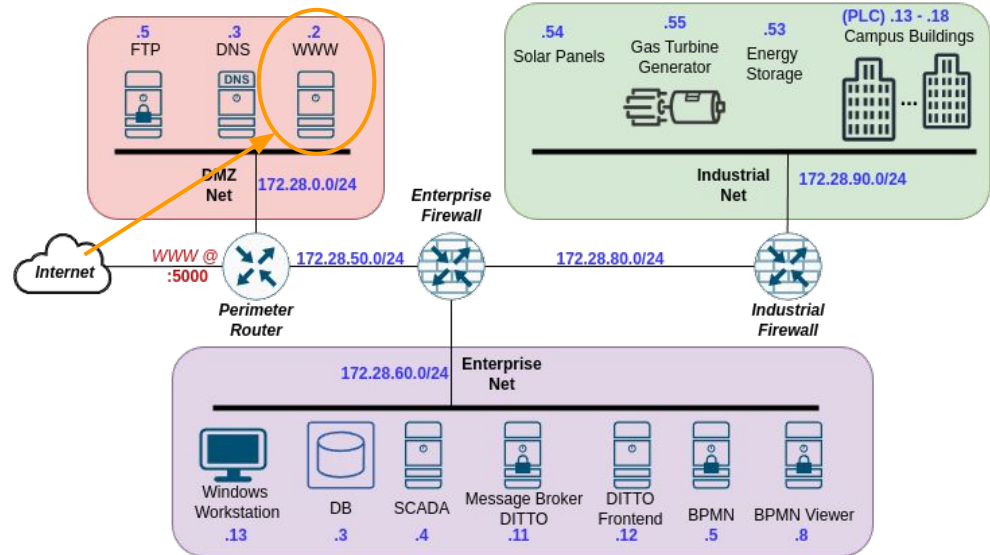 .5
FTP
.3
DNS
.2
WWW
DNS
DMZ
Net
172.28.0.0/24
.54
Solar Panels
.55
Gas Turbine
Generator
.53
Energy
Storage
(PLC) .13 - .18
Campus Buildings
...
Industrial
Net
172.28.90.0/24
Internet
WWW @
:5000
Perimeter
Router
172.28.50.0/24
Enterprise
Firewall
172.28.80.0/24
Industrial
Firewall
172.28.60.0/24
Enterprise
Net
Windows
Workstation
.13
DB
.3
SCADA
.4
Message Broker
DITTO
.11
DITTO
Frontend
.12
BPMN
.5
BPMN Viewer
.8